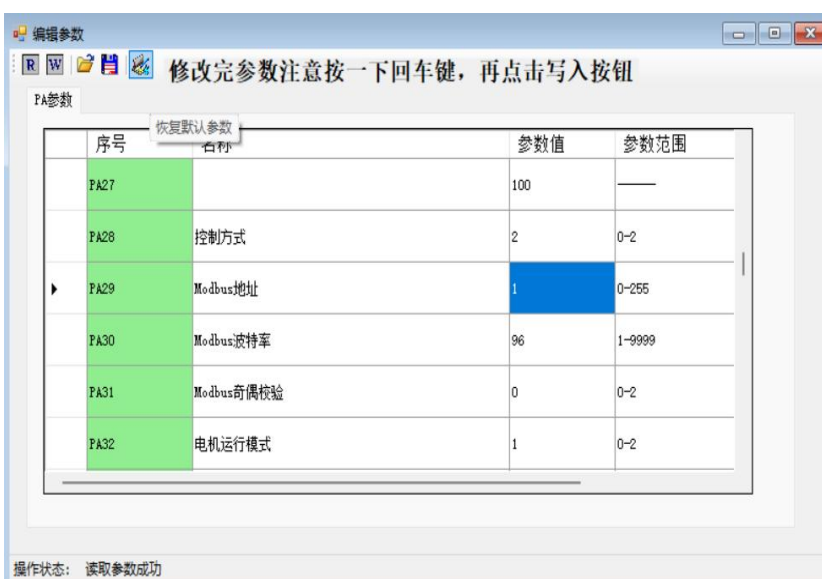 编辑参数
R W 修改完参数注意按一下回车键，再点击写入按钮
PA参数
恢复默认参数
序号 名称 参数值 参数范围
PA27 100 ———
PA28 控制方式 2 0-2
PA29 Modbus地址 1 0-255
PA30 Modbus波特率 96 1-9999
PA31 Modbus奇偶校验 0 0-2
PA32 电机运行模式 1 0-2
操作状态： 读取参数成功